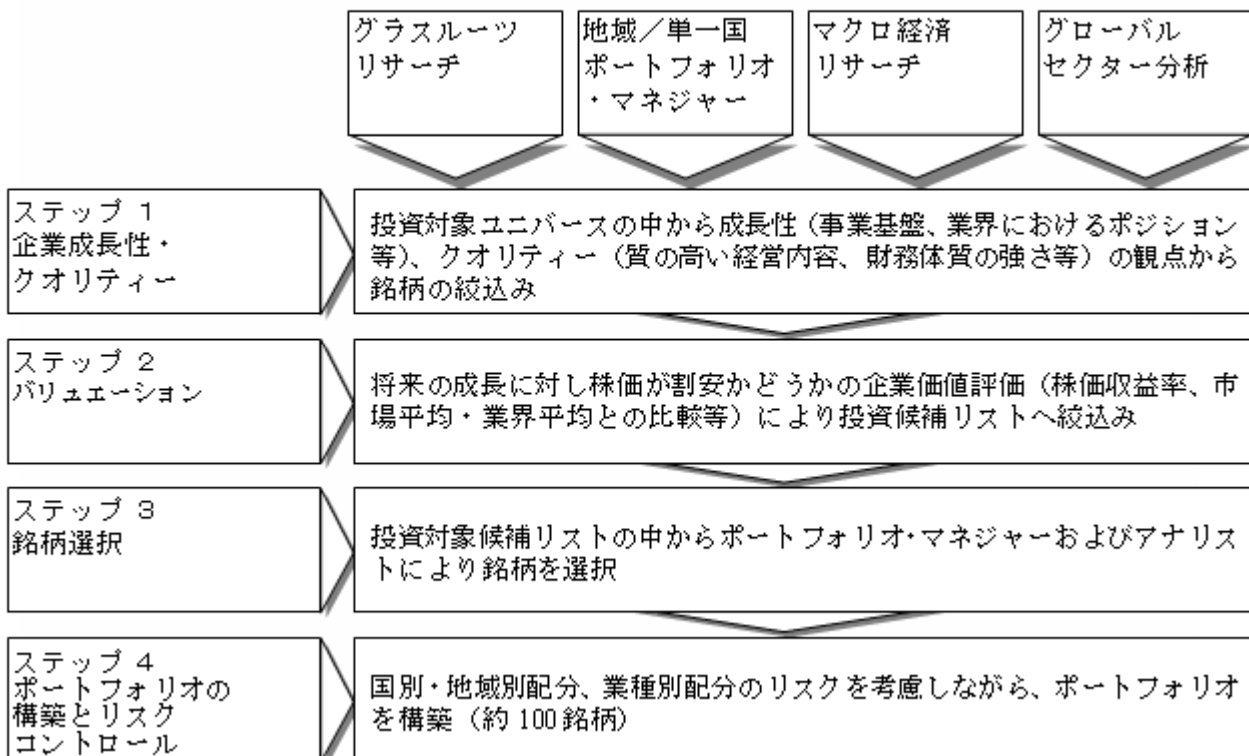 グラスルーツ
リサーチ
地域／単一国
ポートフォリオ
・マネジャー
マクロ経済
リサーチ
グローバル
セクター分析
ステップ 1
企業成長性・
クオリティー
投資対象ユニバースの中から成長性（事業基盤、業界におけるポジション
等）、クオリティー（質の高い経営内容、財務体質の強さ等）の観点から
銘柄の絞込み
ステップ 2
バリュエーション
将来の成長に対し株価が割安かどうかの企業価値評価（株価収益率、市
場平均・業界平均との比較等）により投資候補リストへ絞込み
ステップ 3
銘柄選択
投資対象候補リストの中からポートフォリオ・マネジャーおよびアナリス
トにより銘柄を選択
ステップ 4
ポートフォリオの
構築とリスク
コントロール
国別・地域別配分、業種別配分のリスクを考慮しながら、ポートフォリオ
を構築（約 100 銘柄）